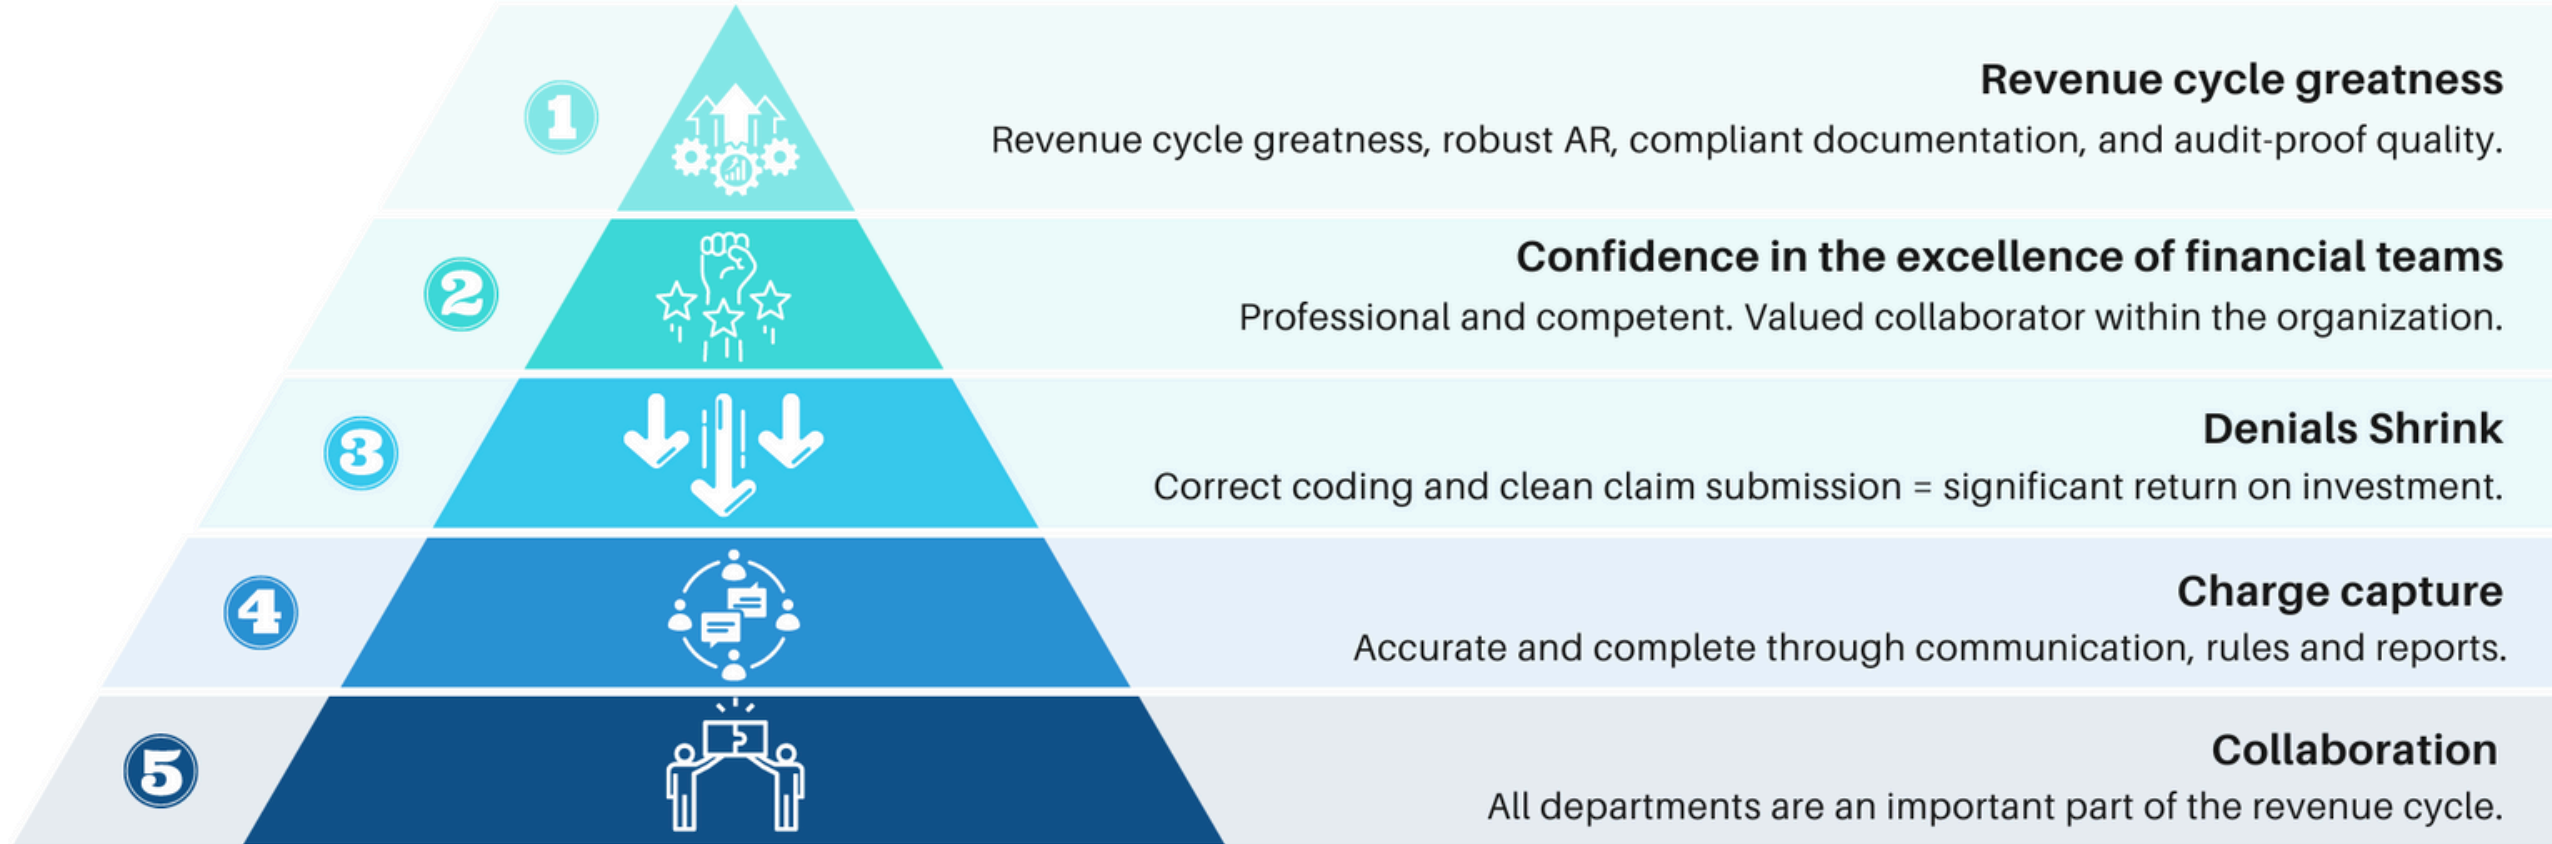 1
Revenue cycle greatness
Revenue cycle greatness, robust AR, compliant documentation, and audit-proof quality.
2
Confidence in the excellence of financial teams
Professional and competent. Valued collaborator within the organization.
3
Denials Shrink
Correct coding and clean claim submission = significant return on investment.
4
Charge capture
Accurate and complete through communication, rules and reports.
5
Collaboration
All departments are an important part of the revenue cycle.